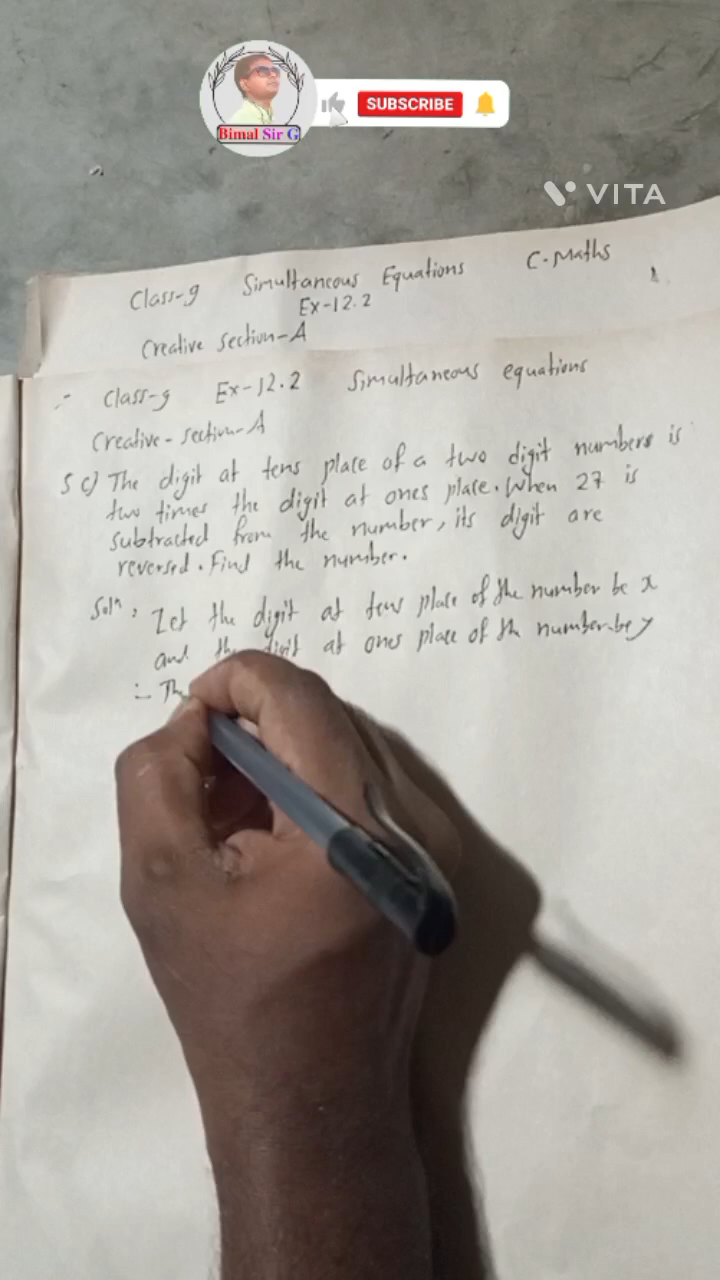 Bimal Sir G
SUBSCRIBE
VITA
Class-9 Simultaneous Equations C. Maths
Ex-12.2
1
Creative section-A
:- Class-9 Ex-12.2 Simultaneous equations
Creative-section-A
5 c) The digit at tens place of a two digit numbers is
two times the digit at ones place. When 27 is
subtracted from the number, its digit are
reversed. Find the number.
Solⁿ: Let the digit at tens place of the number be x
and the digit at ones place of the number be y
:- Th